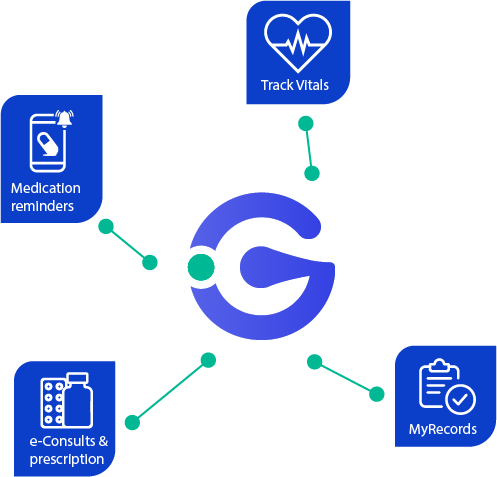 Track Vitals
Medication
reminders
e-Consults &
prescription
MyRecords